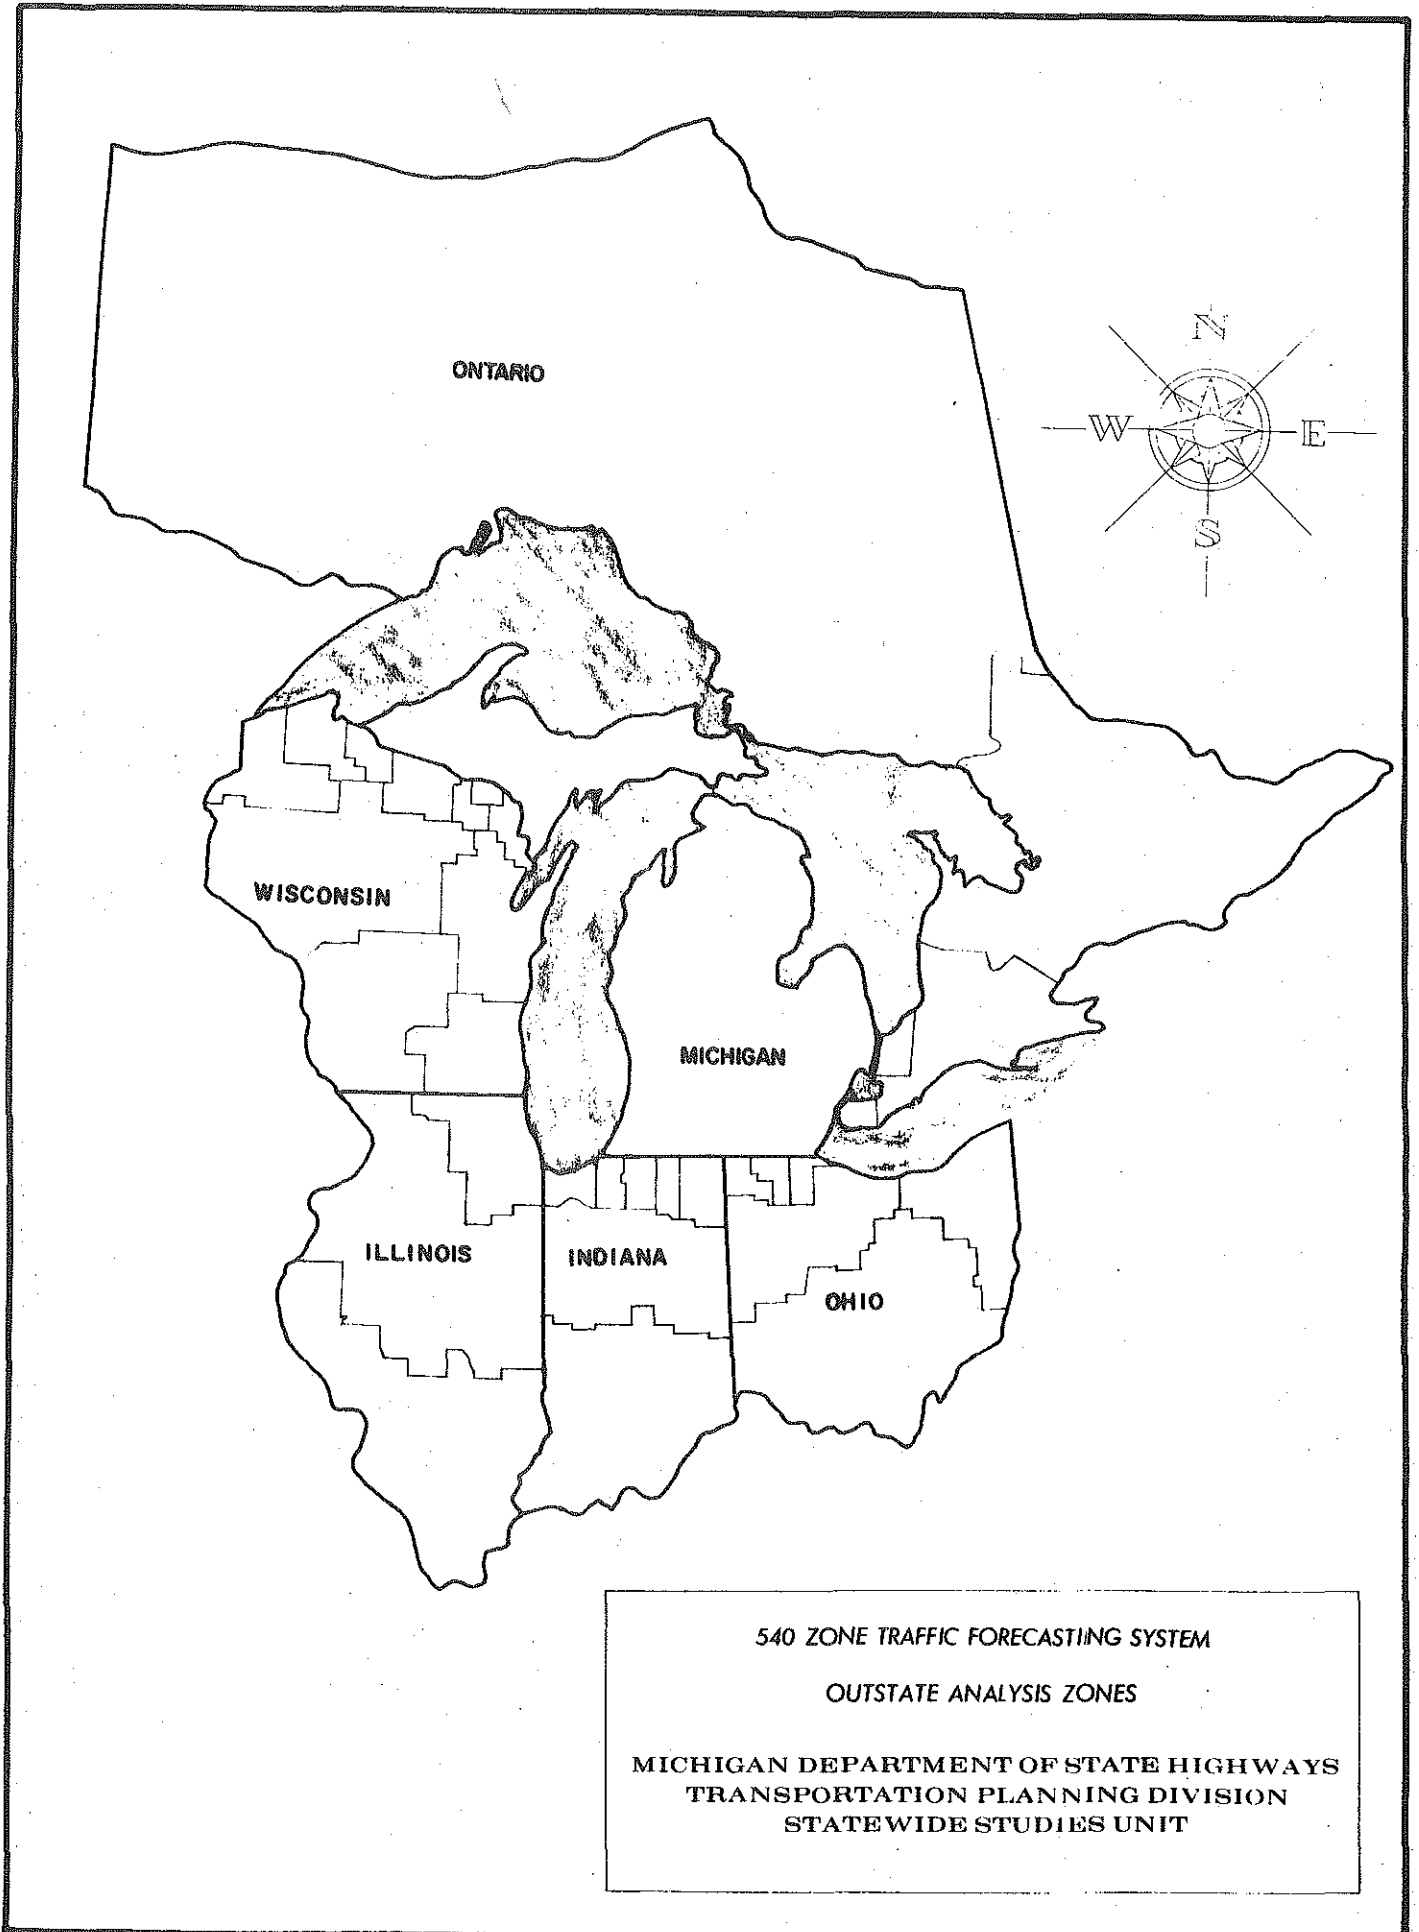 ONTARIO
N
W
E
S
WISCONSIN
MICHIGAN
ILLINOIS
INDIANA
OHIO
540 ZONE TRAFFIC FORECASTING SYSTEM
OUTSTATE ANALYSIS ZONES
MICHIGAN DEPARTMENT OF STATE HIGHWAYS
TRANSPORTATION PLANNING DIVISION
STATEWIDE STUDIES UNIT